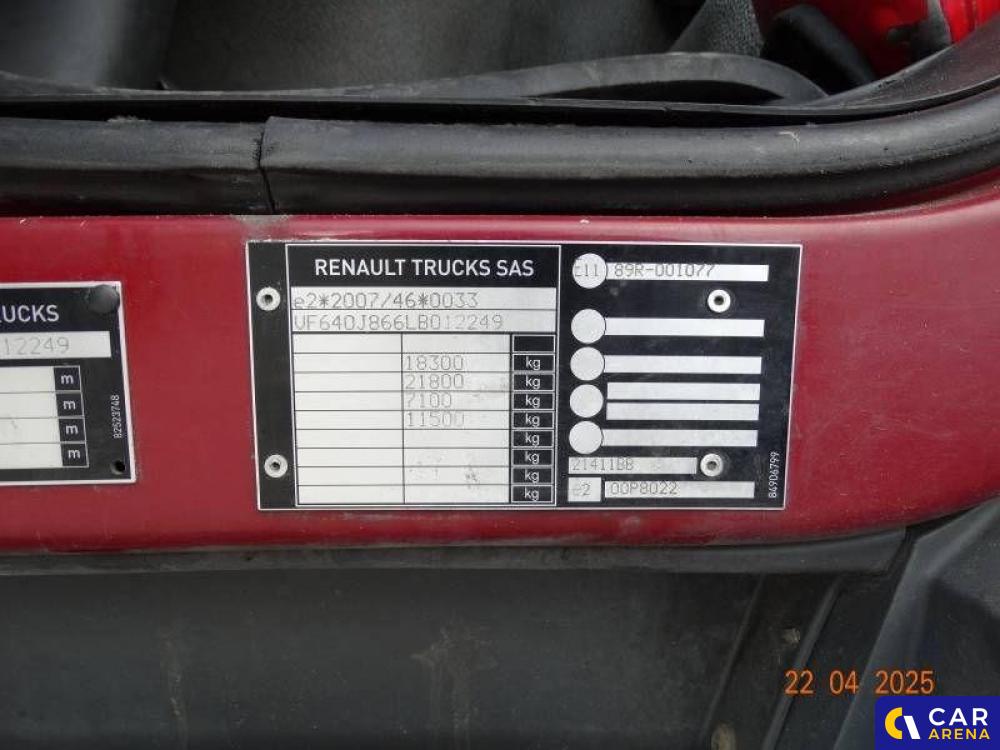 RENAULT TRUCKS SAS
e2*2007/46*0033
VF640J866LB012249
18300 kg
21800 kg
7100 kg
11500 kg
kg
kg
kg
kg
E11 89R-001077
21411BB
e2 00P8022
84906799
UCKS
12249
m
m
m
m
82523748
22 04 2025
CAR
ARENA